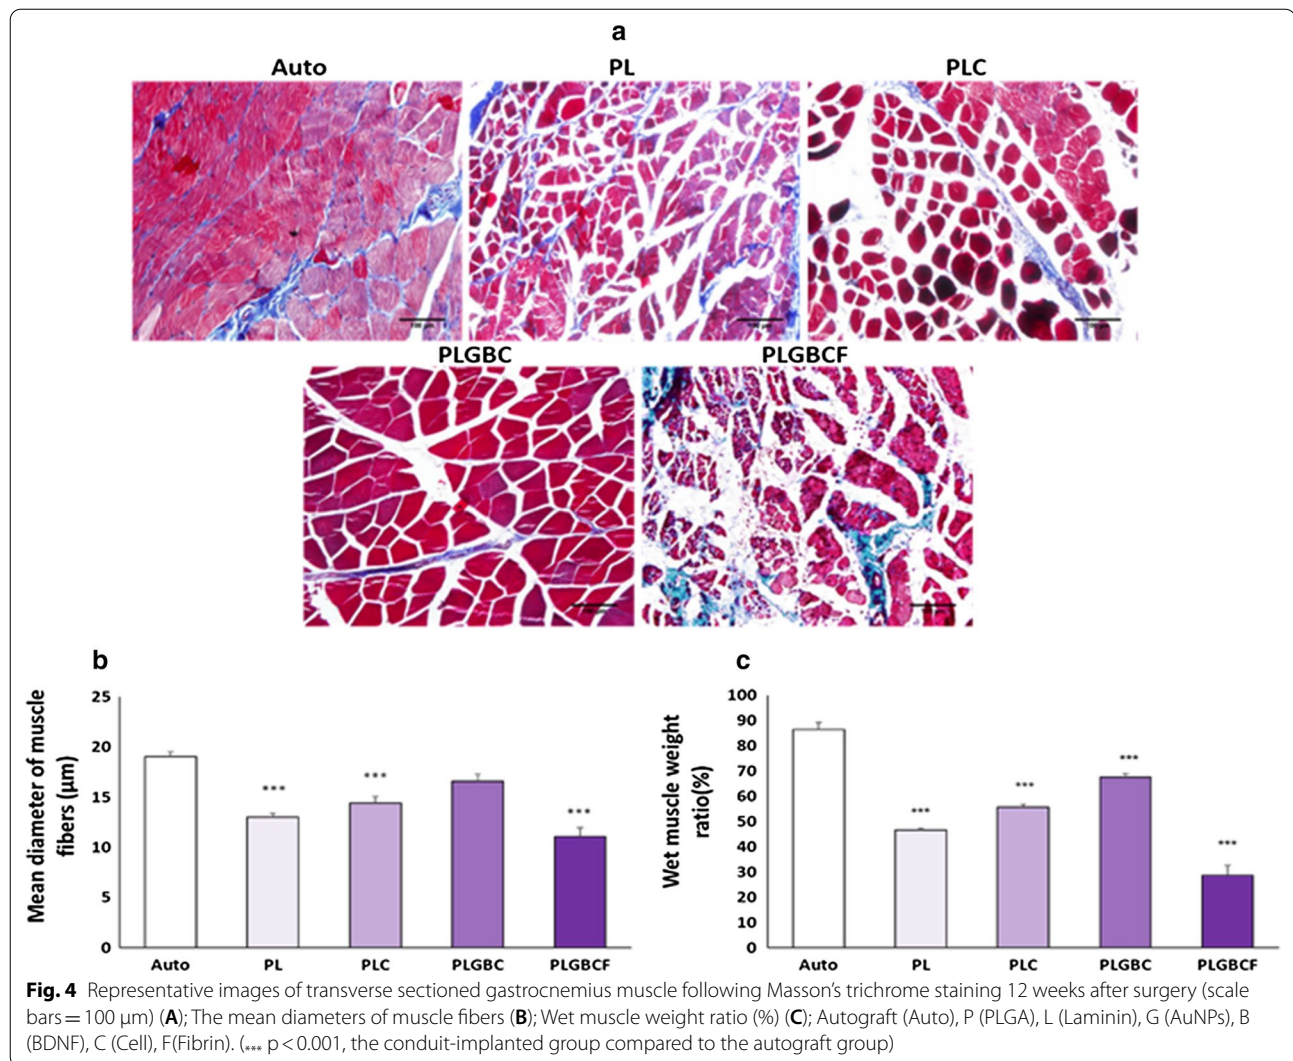 a
Auto PL PLC
100 µm
PLGBC PLGBCF
b
c
Mean diameter of muscle
fibers (µm)
25
20
15
10
5
0
***
***
***
Auto PL PLC PLGBC PLGBCF
Wet muscle weight
ratio(%)
100
90
80
70
60
50
40
30
20
10
0
***
***
***
***
Auto PL PLC PLGBC PLGBCF
Fig. 4 Representative images of transverse sectioned gastrocnemius muscle following Masson's trichrome staining 12 weeks after surgery (scale
bars = 100 µm) (A); The mean diameters of muscle fibers (B); Wet muscle weight ratio (%) (C); Autograft (Auto), P (PLGA), L (Laminin), G (AuNPs), B
(BDNF), C (Cell), F(Fibrin). (*** p < 0.001, the conduit-implanted group compared to the autograft group)